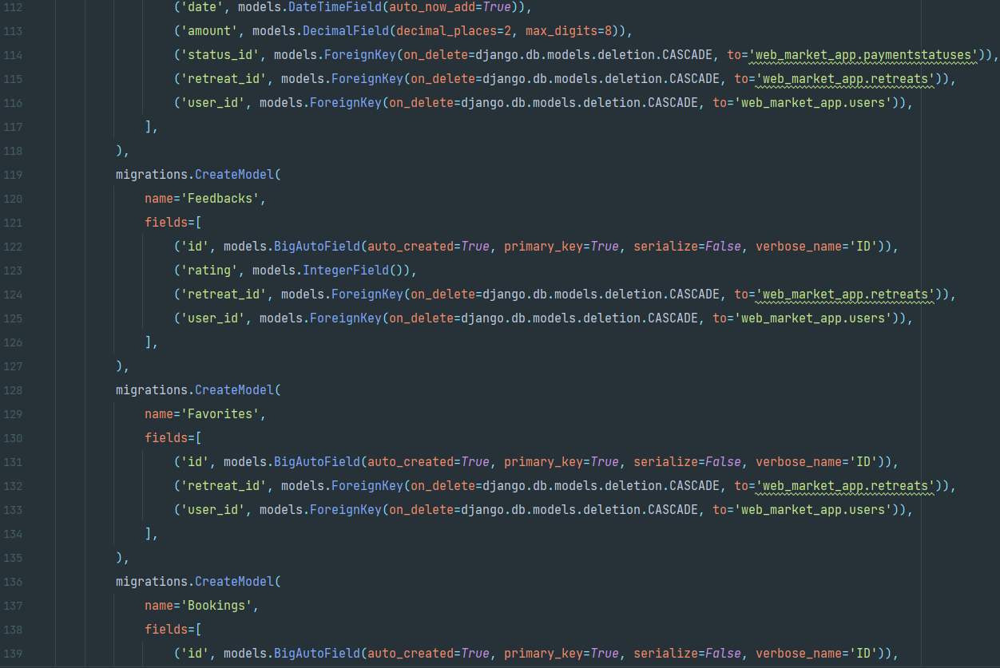 112 ('date', models.DateTimeField(auto_now_add=True)),
113 ('amount', models.DecimalField(decimal_places=2, max_digits=8)),
114 ('status_id', models.ForeignKey(on_delete=django.db.models.deletion.CASCADE, to='web_market_app.paymentstatuses')),
115 ('retreat_id', models.ForeignKey(on_delete=django.db.models.deletion.CASCADE, to='web_market_app.retreats')),
116 ('user_id', models.ForeignKey(on_delete=django.db.models.deletion.CASCADE, to='web_market_app.users')),
117 ],
118 ),
119 migrations.CreateModel(
120 name='Feedbacks',
121 fields=[
122 ('id', models.BigAutoField(auto_created=True, primary_key=True, serialize=False, verbose_name='ID')),
123 ('rating', models.IntegerField()),
124 ('retreat_id', models.ForeignKey(on_delete=django.db.models.deletion.CASCADE, to='web_market_app.retreats')),
125 ('user_id', models.ForeignKey(on_delete=django.db.models.deletion.CASCADE, to='web_market_app.users')),
126 ],
127 ),
128 migrations.CreateModel(
129 name='Favorites',
130 fields=[
131 ('id', models.BigAutoField(auto_created=True, primary_key=True, serialize=False, verbose_name='ID')),
132 ('retreat_id', models.ForeignKey(on_delete=django.db.models.deletion.CASCADE, to='web_market_app.retreats')),
133 ('user_id', models.ForeignKey(on_delete=django.db.models.deletion.CASCADE, to='web_market_app.users')),
134 ],
135 ),
136 migrations.CreateModel(
137 name='Bookings',
138 fields=[
139 ('id', models.BigAutoField(auto_created=True, primary_key=True, serialize=False, verbose_name='ID')),